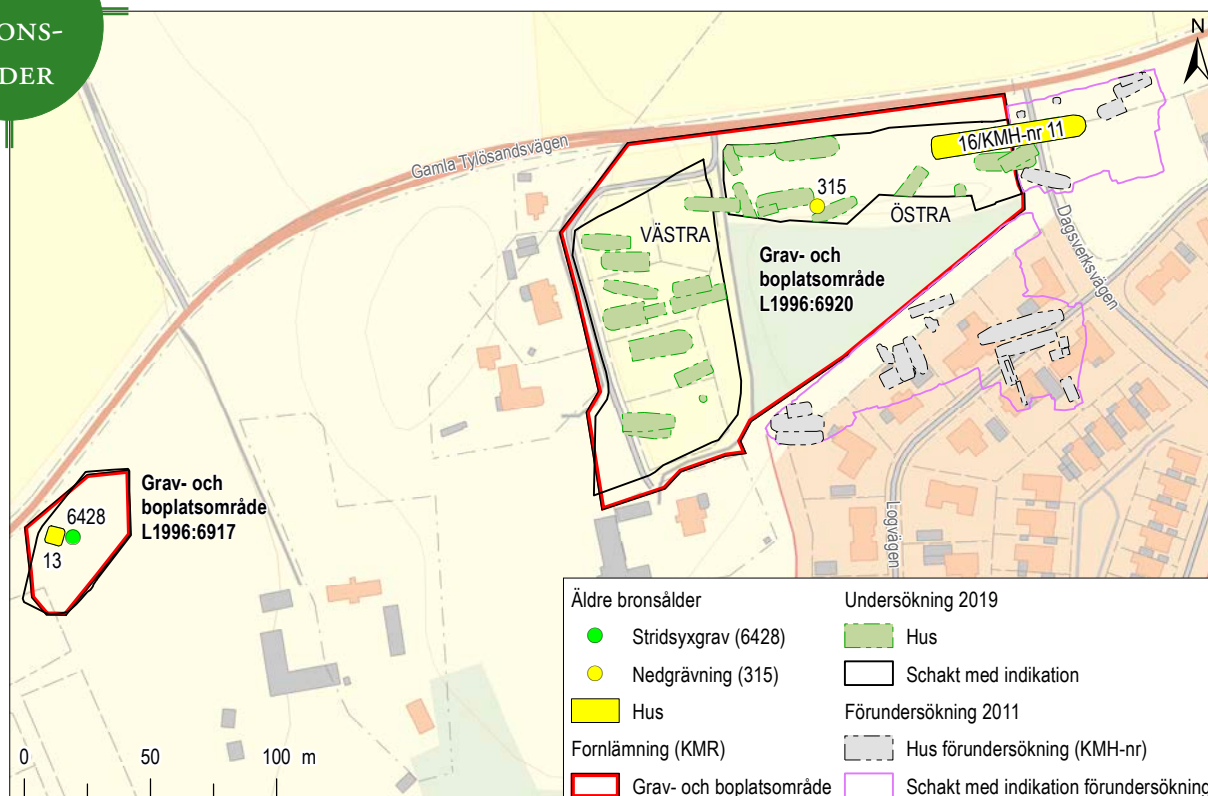 ONS-
DER
N
Gamla Tylösandsvägen
16/KMH-nr 11
315
VÄSTRA
ÖSTRA
Dagsverksvägen
Grav- och
boplatsområde
L1996:6920
Grav- och
boplatsområde
L1996:6917
6428
13
Logvägen
0 50 100 m
Äldre bronsålder
Stridsyxgrav (6428)
Nedgrävning (315)
Hus
Fornlämning (KMR)
Grav- och boplatsområde
Undersökning 2019
Hus
Schakt med indikation
Förundersökning 2011
Hus förundersökning (KMH-nr)
Schakt med indikation förundersökning